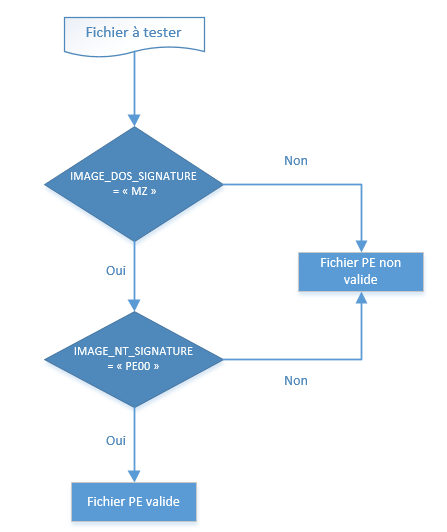 Fichier à tester
Non
IMAGE_DOS_SIGNATURE
= « MZ »
Fichier PE non
valide
Oui
IMAGE_NT_SIGNATURE
= « PE00 »
Non
Oui
Fichier PE valide